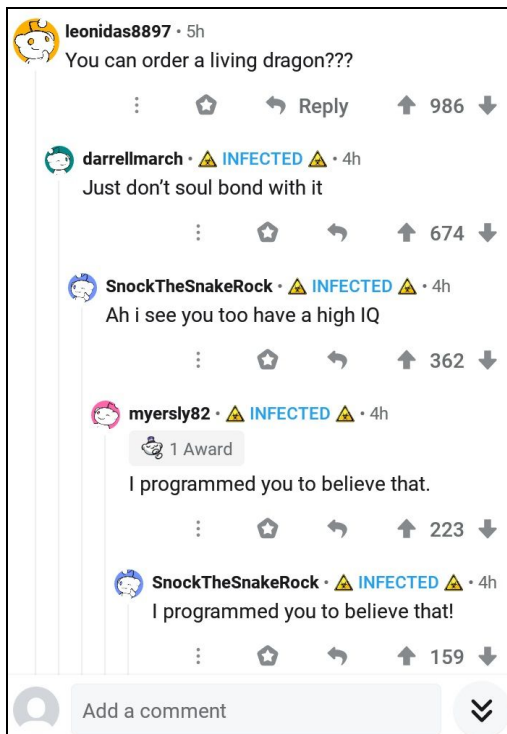 leonidas8897 • 5h
You can order a living dragon???
Reply 986
darrellmarch • ⚠ INFECTED ⚠ • 4h
Just don’t soul bond with it
674
SnockTheSnakeRock • ⚠ INFECTED ⚠ • 4h
Ah i see you too have a high IQ
362
myersly82 • ⚠ INFECTED ⚠ • 4h
1 Award
I programmed you to believe that.
223
SnockTheSnakeRock • ⚠ INFECTED ⚠ • 4h
I programmed you to believe that!
159
Add a comment